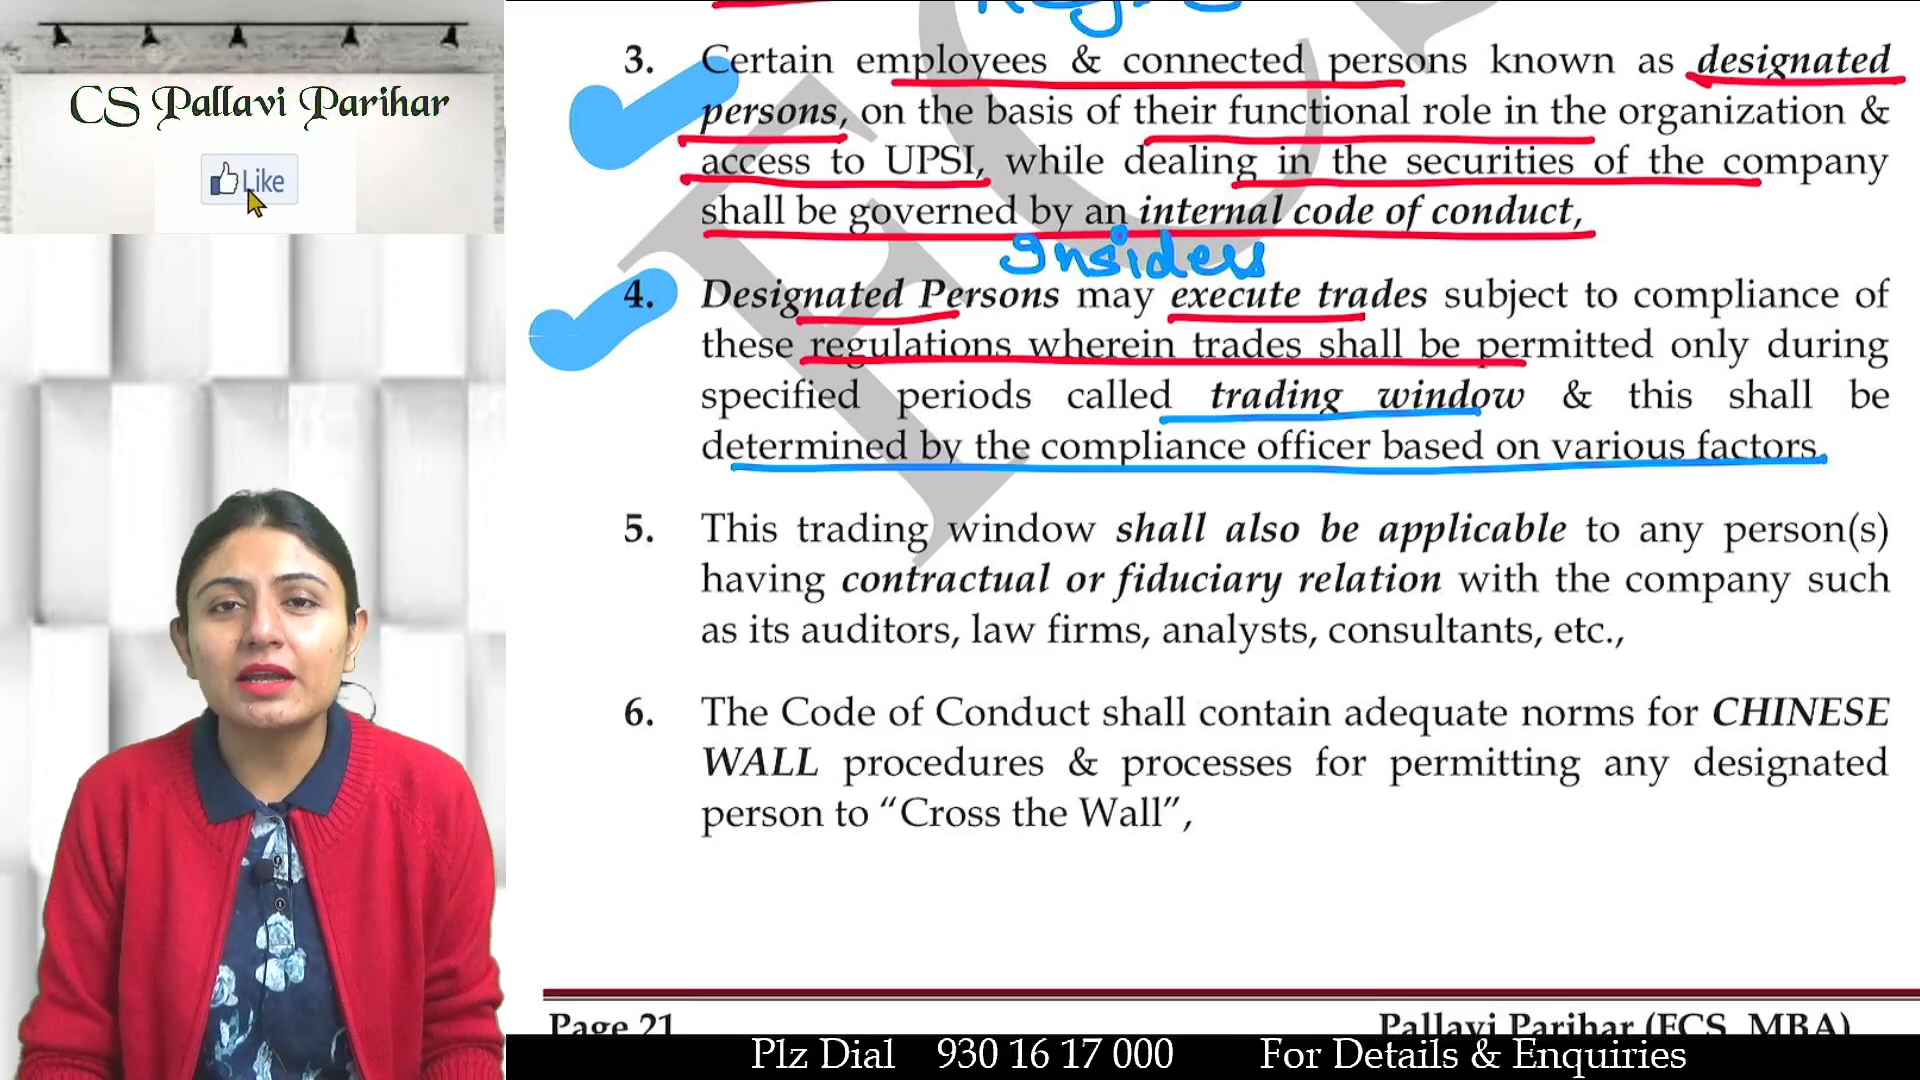 CS Pallavi Parihar
Like
3. Certain employees & connected persons known as designated
persons, on the basis of their functional role in the organization &
access to UPSI, while dealing in the securities of the company
shall be governed by an internal code of conduct,
Insiders
4. Designated Persons may execute trades subject to compliance of
these regulations wherein trades shall be permitted only during
specified periods called trading window & this shall be
determined by the compliance officer based on various factors.
5. This trading window shall also be applicable to any person(s)
having contractual or fiduciary relation with the company such
as its auditors, law firms, analysts, consultants, etc.,
6. The Code of Conduct shall contain adequate norms for CHINESE
WALL procedures & processes for permitting any designated
person to “Cross the Wall”,
Page 21 Pallavi Parihar (FCS, MBA)
Plz Dial 930 16 17 000 For Details & Enquiries